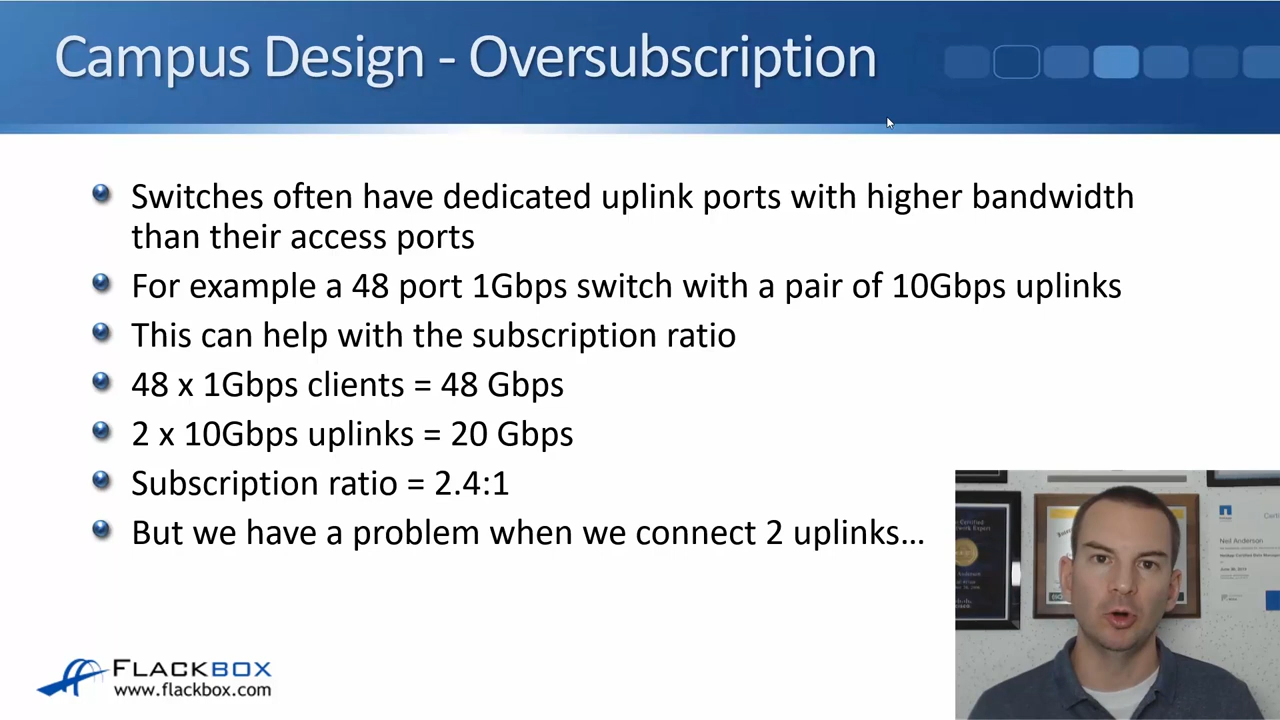 Campus Design - Oversubscription
Switches often have dedicated uplink ports with higher bandwidth
than their access ports
For example a 48 port 1Gbps switch with a pair of 10Gbps uplinks
This can help with the subscription ratio
48 x 1Gbps clients = 48 Gbps
2 x 10Gbps uplinks = 20 Gbps
Subscription ratio = 2.4:1
But we have a problem when we connect 2 uplinks...
FLACKBOX
www.flackbox.com
Neil Anderson